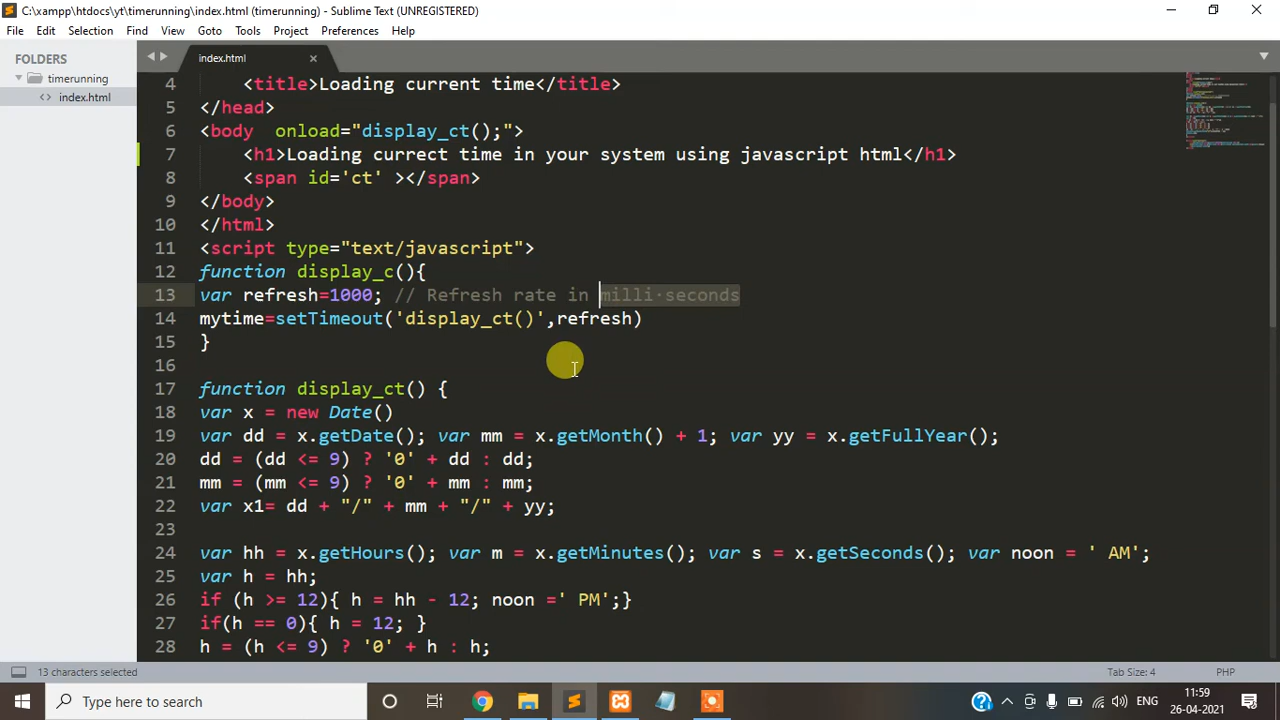 C:\xampp\htdocs\yt\timerunning\index.html (timerunning) - Sublime Text (UNREGISTERED)
File Edit Selection Find View Goto Tools Project Preferences Help
FOLDERS
timerunning
<> index.html
index.html ×
4 <title>Loading current time</title>
5 </head>
6 <body  onload="display_ct();">
7 <h1>Loading currect time in your system using javascript html</h1>
8 <span id='ct' ></span>
9 </body>
10 </html>
11 <script type="text/javascript">
12 function display_c(){
13 var refresh=1000; // Refresh rate in milli·seconds
14 mytime=setTimeout('display_ct()',refresh)
15 }
16
17 function display_ct() {
18 var x = new Date()
19 var dd = x.getDate(); var mm = x.getMonth() + 1; var yy = x.getFullYear();
20 dd = (dd <= 9) ? '0' + dd : dd;
21 mm = (mm <= 9) ? '0' + mm : mm;
22 var x1= dd + "/" + mm + "/" + yy;
23
24 var hh = x.getHours(); var m = x.getMinutes(); var s = x.getSeconds(); var noon = ' AM';
25 var h = hh;
26 if (h >= 12){ h = hh - 12; noon =' PM';}
27 if(h == 0){ h = 12; }
28 h = (h <= 9) ? '0' + h : h;
13 characters selected Tab Size: 4 PHP
Type here to search ENG 11:59
26-04-2021